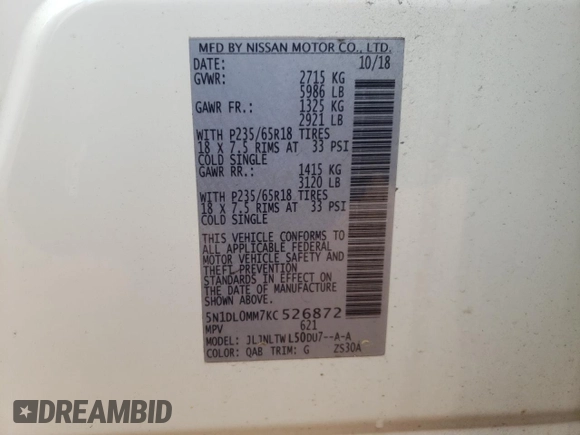 MFD BY NISSAN MOTOR CO., LTD.
DATE: 10/18
GVWR: 2715 KG
5986 LB
GAWR FR.: 1325 KG
2921 LB
WITH P235/65R18 TIRES
18 X 7.5 RIMS AT 33 PSI
COLD SINGLE
GAWR RR.: 1415 KG
3120 LB
WITH P235/65R18 TIRES
18 X 7.5 RIMS AT 33 PSI
COLD SINGLE
THIS VEHICLE CONFORMS TO
ALL APPLICABLE FEDERAL
MOTOR VEHICLE SAFETY AND
THEFT PREVENTION
STANDARDS IN EFFECT ON
THE DATE OF MANUFACTURE
SHOWN ABOVE.
5N1DL0MM7KC526872
MPV 621
MODEL: JLJNLTWL50DU7--A-A
COLOR: QAB TRIM: G ZS30A
DREAMBID